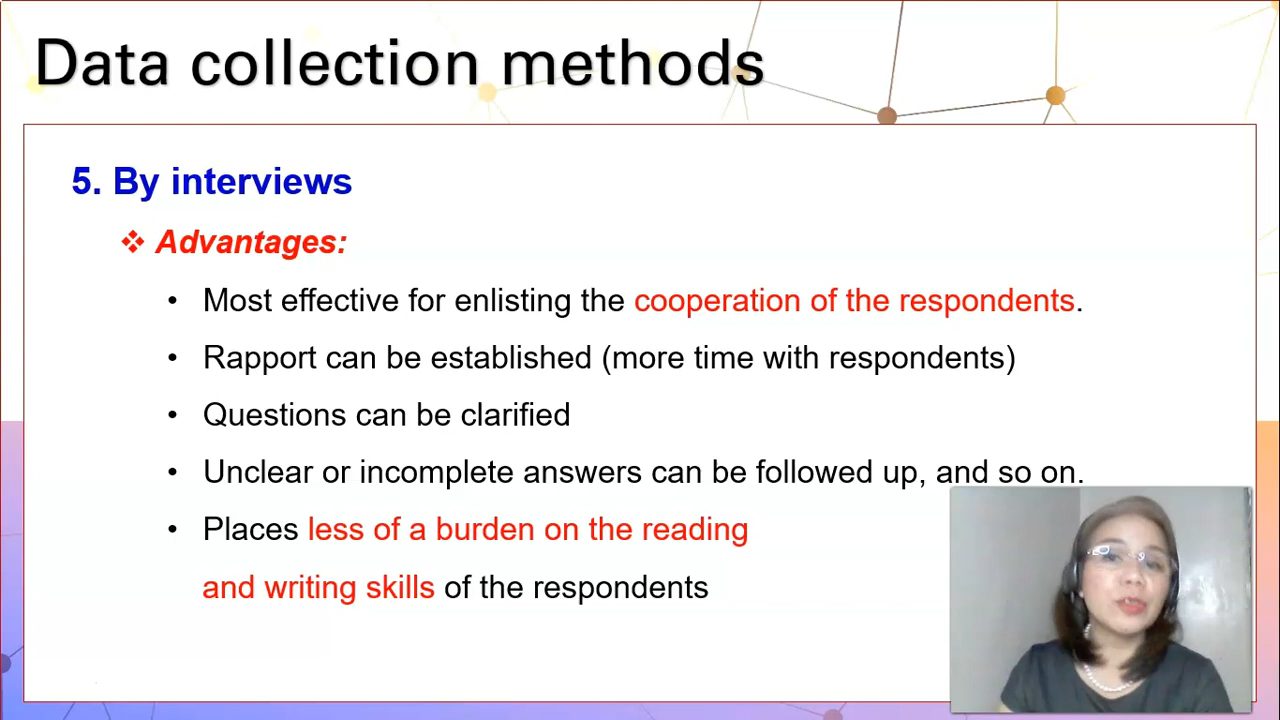 Data collection methods
5. By interviews
❖ Advantages:
• Most effective for enlisting the cooperation of the respondents.
• Rapport can be established (more time with respondents)
• Questions can be clarified
• Unclear or incomplete answers can be followed up, and so on.
• Places less of a burden on the reading
and writing skills of the respondents